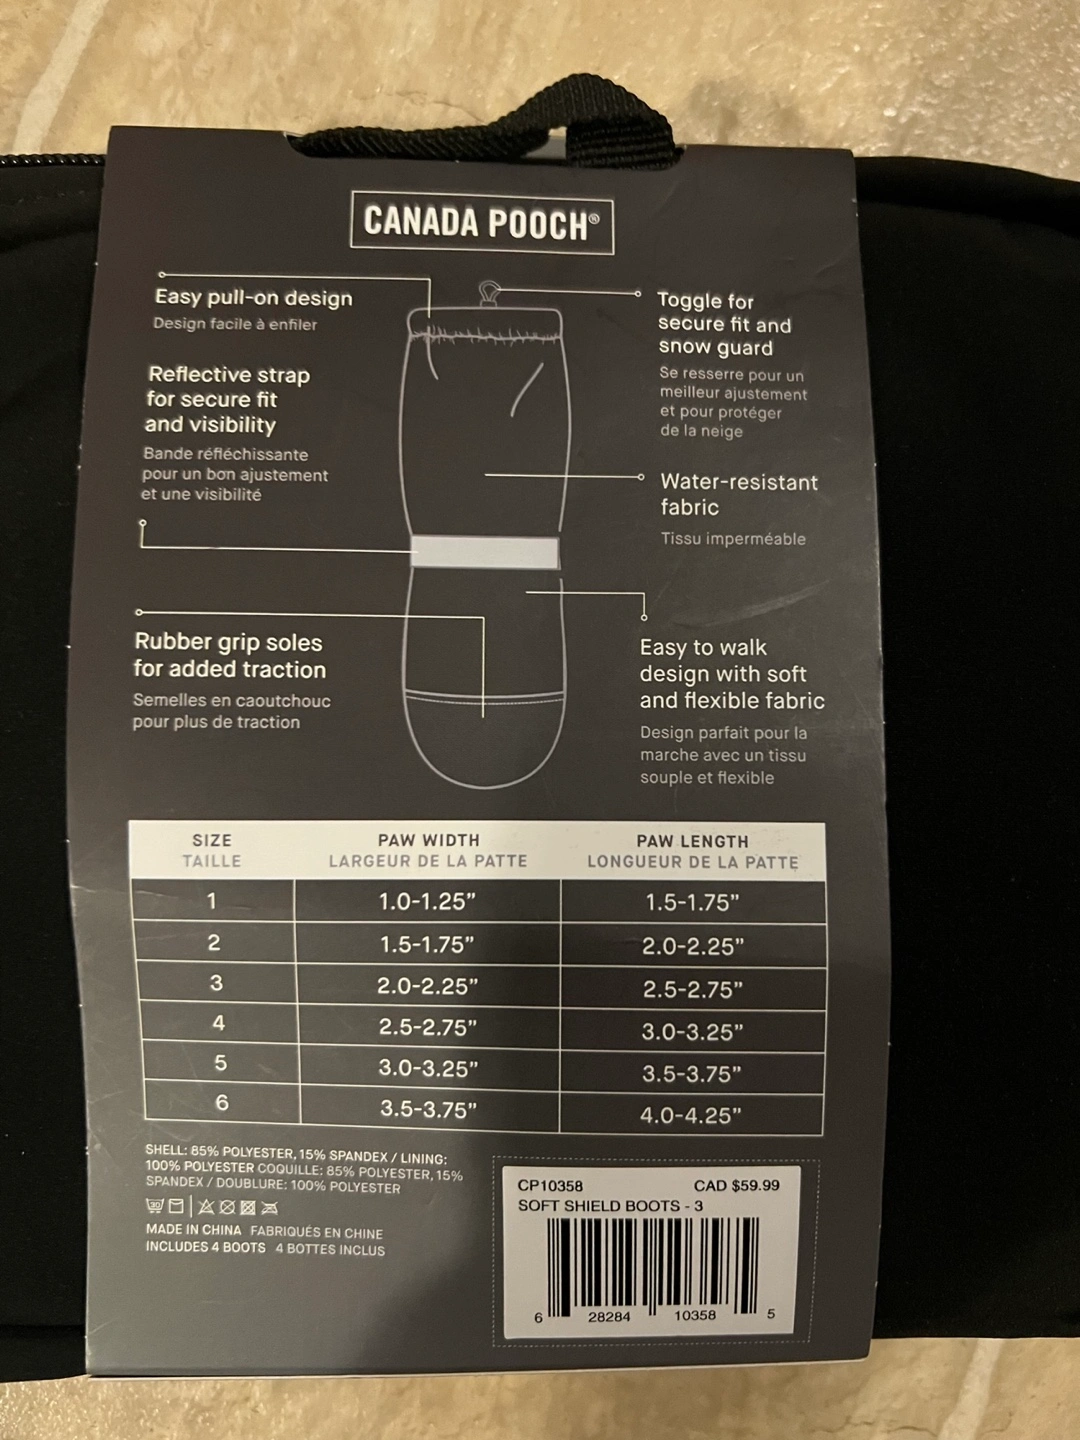 CANADA POOCH®
Easy pull-on design
Design facile à enfiler
Reflective strap
for secure fit
and visibility
Bande réfléchissante
pour un bon ajustement
et une visibilité
Rubber grip soles
for added traction
Semelles en caoutchouc
pour plus de traction
Toggle for
secure fit and
snow guard
Se resserre pour un
meilleur ajustement
et pour protéger
de la neige
Water-resistant
fabric
Tissu imperméable
Easy to walk
design with soft
and flexible fabric
Design parfait pour la
marche avec un tissu
souple et flexible
SIZE PAW WIDTH PAW LENGTH
TAILLE LARGEUR DE LA PATTE LONGUEUR DE LA PATTE
1 1.0-1.25” 1.5-1.75”
2 1.5-1.75” 2.0-2.25”
3 2.0-2.25” 2.5-2.75”
4 2.5-2.75” 3.0-3.25”
5 3.0-3.25” 3.5-3.75”
6 3.5-3.75” 4.0-4.25”
SHELL: 85% POLYESTER, 15% SPANDEX / LINING:
100% POLYESTER COQUILLE: 85% POLYESTER, 15%
SPANDEX / DOUBLURE: 100% POLYESTER
30
MADE IN CHINA FABRIQUÉS EN CHINE
INCLUDES 4 BOOTS 4 BOTTES INCLUS
CP10358 CAD $59.99
SOFT SHIELD BOOTS - 3
6 28284 10358 5